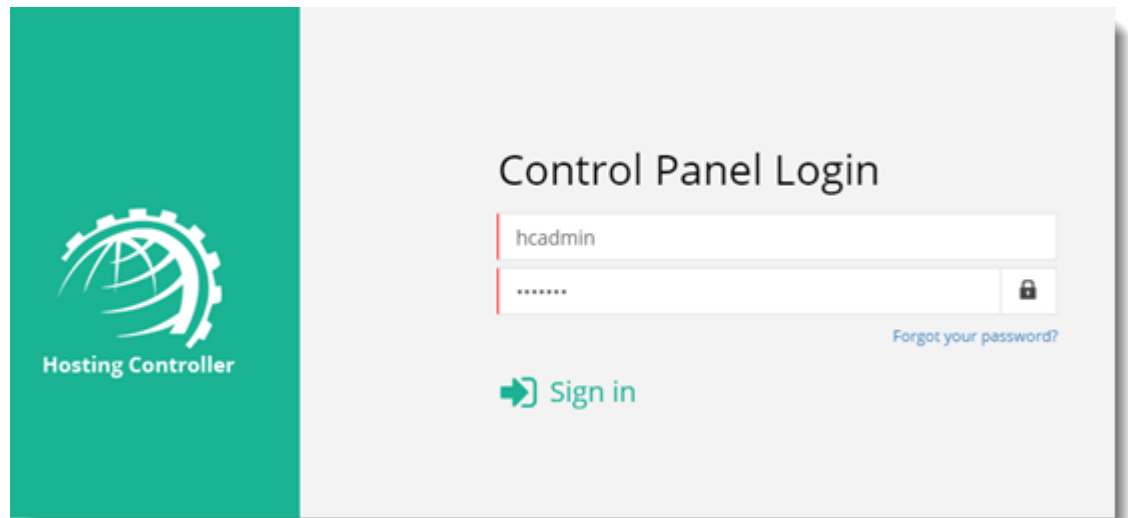 Control Panel Login
hcadmin
•••••••
Forgot your password?
Sign in
Hosting Controller